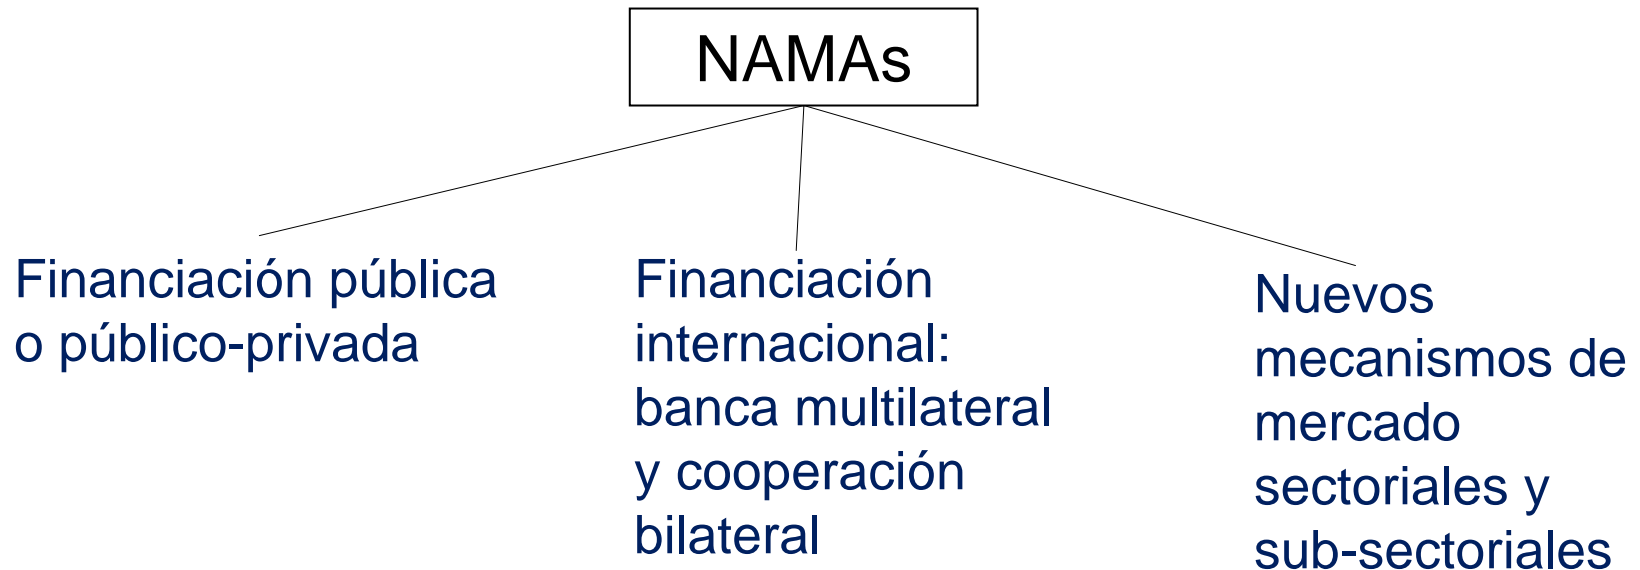 NAMAs
Financiación pública
o público-privada
Financiación
internacional:
banca multilateral
y cooperación
bilateral
Nuevos
mecanismos de
mercado
sectoriales y
sub-sectoriales